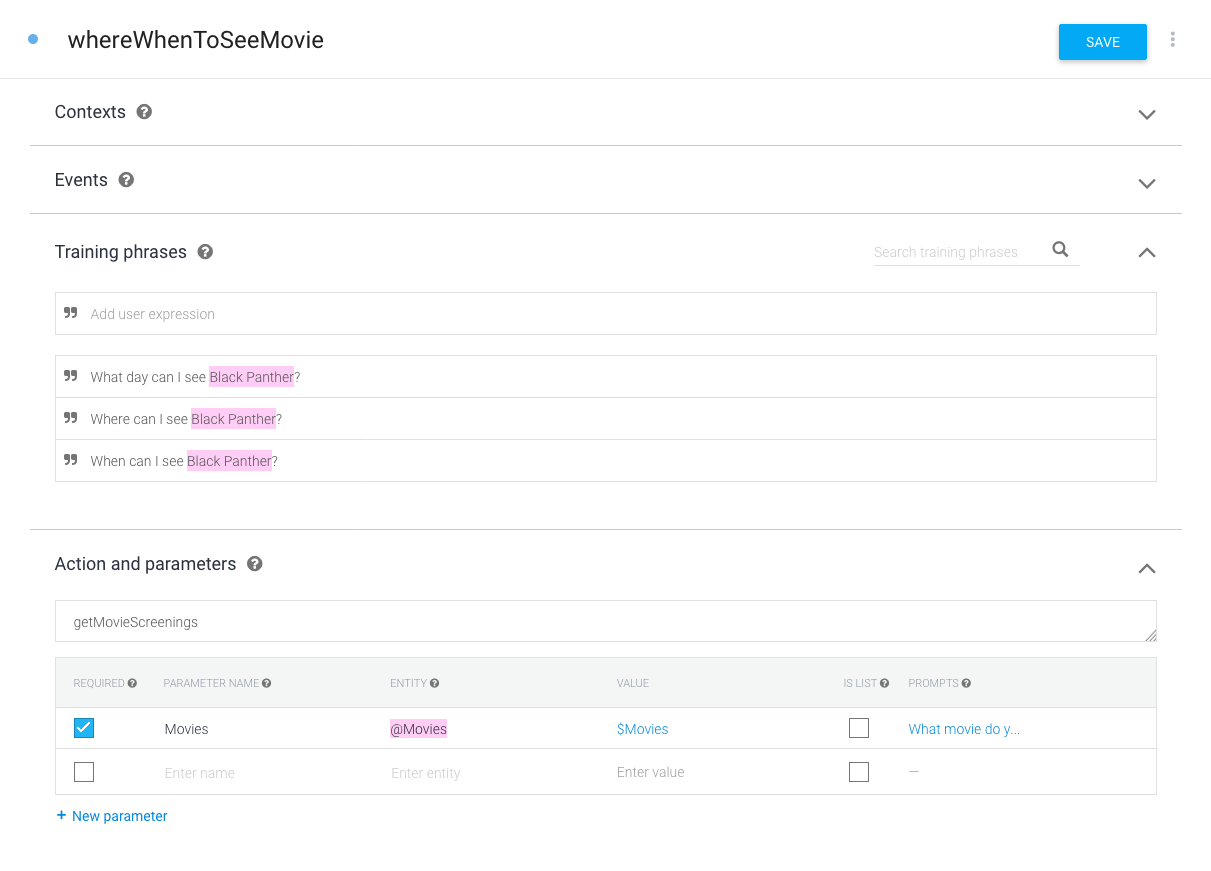 whereWhenToSeeMovie
SAVE
Contexts ?
Events ?
Training phrases ?
Search training phrases
Add user expression
What day can I see Black Panther?
Where can I see Black Panther?
When can I see Black Panther?
Action and parameters ?
getMovieScreenings
REQUIRED ? PARAMETER NAME ? ENTITY ? VALUE IS LIST ? PROMPTS ?
Movies @Movies $Movies What movie do y...
Enter name Enter entity Enter value —
+ New parameter